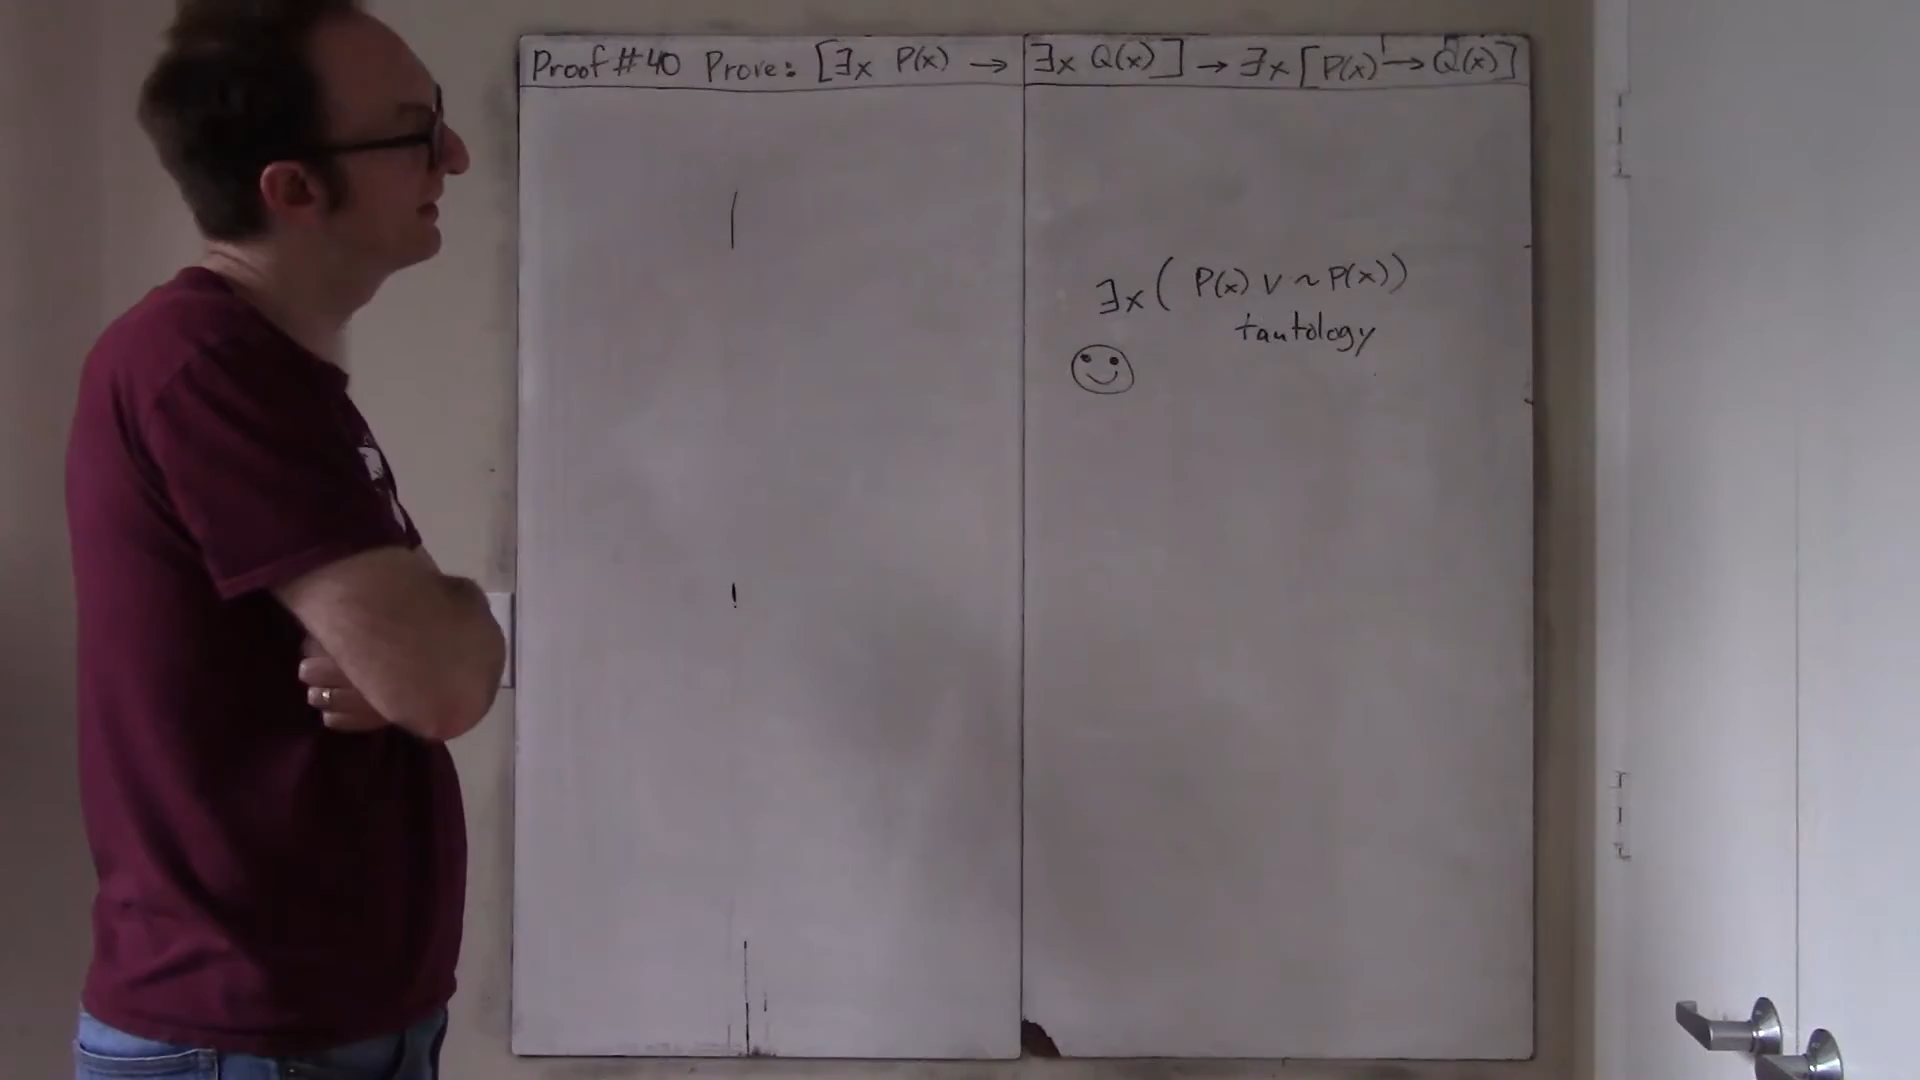 Proof #40 Prove: [∃x P(x) → ∃x Q(x)] → ∃x [P(x) → Q(x)]
∃x ( P(x) ∨ ~P(x))
tautology